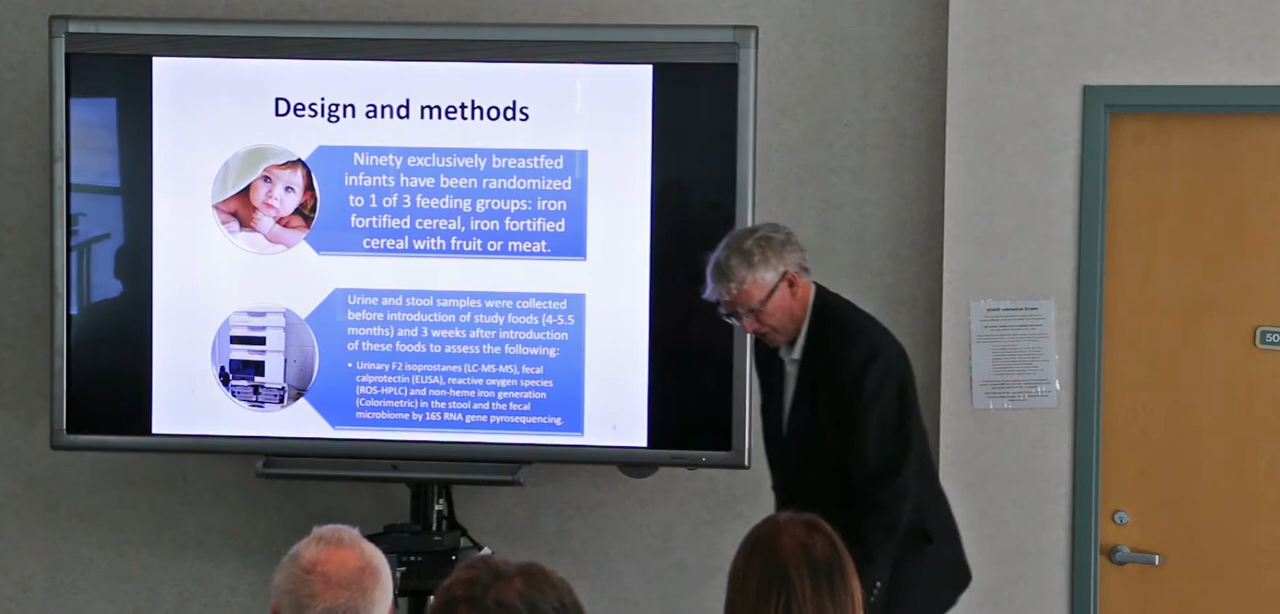 Design and methods
Ninety exclusively breastfed
infants have been randomized
to 1 of 3 feeding groups: iron
fortified cereal, iron fortified
cereal with fruit or meat.
Urine and stool samples were collected
before introduction of study foods (4-5.5
months) and 3 weeks after introduction
of these foods to assess the following:
• Urinary F2 isoprostanes (LC-MS-MS), fecal
calprotectin (ELISA), reactive oxygen species
(ROS-HPLC) and non-heme iron generation
(Colorimetric) in the stool and the fecal
microbiome by 16S RNA gene pyrosequencing.
50